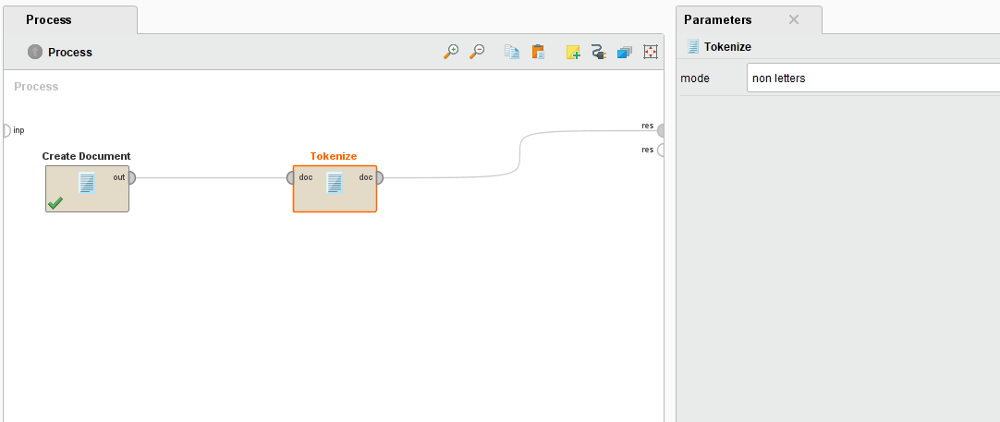 Process
Process
Process
inp
res
res
Create Document
out
Tokenize
doc doc
Parameters
Tokenize
mode non letters